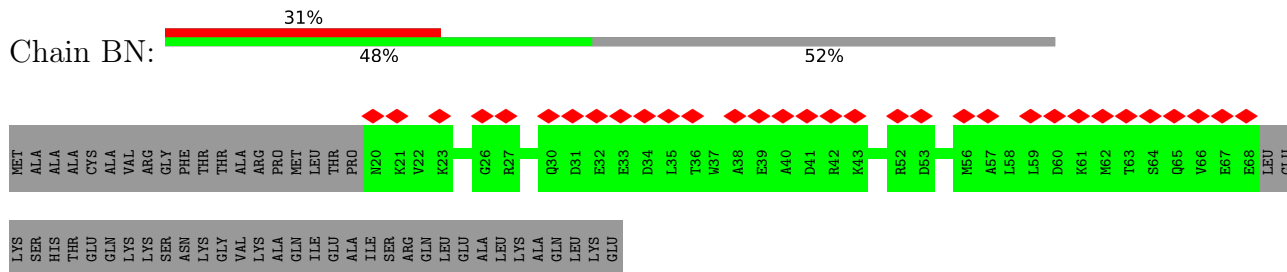 31%
Chain BN:
48% 52%
MET ALA ALA ALA CYS ALA VAL ARG GLY PHE THR THR ALA ARG PRO MET LEU THR PRO N20 K21 V22 K23 G26 R27 Q30 D31 E32 E33 D34 L35 T36 W37 A38 E39 A40 D41 R42 K43 R52 D53 M56 A57 L58 L59 D60 K61 M62 T63 S64 Q65 V66 E67 E68 LEU GLU
LYS SER HIS THR GLU GLN LYS LYS SER ASN LYS GLY VAL LYS ALA GLN ILE GLU ALA ILE SER ARG GLN LEU GLU ALA LEU LYS ALA GLN LEU LYS GLU